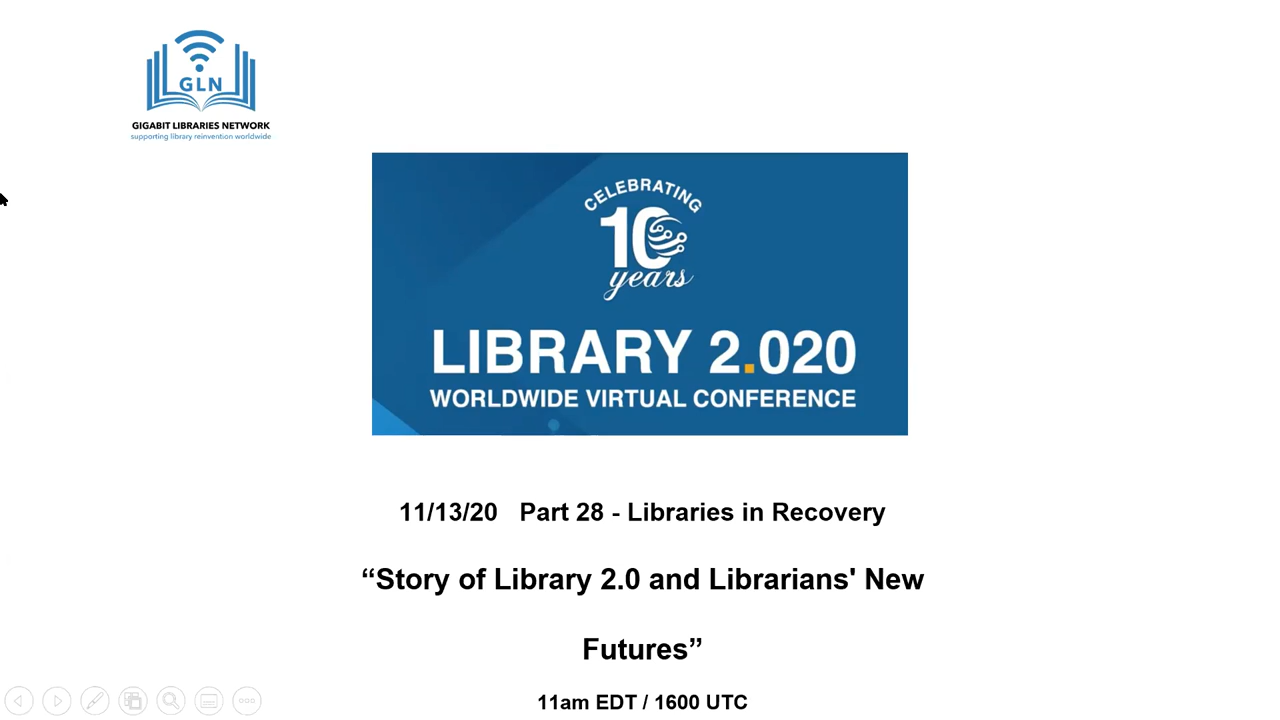 GLN
GIGABIT LIBRARIES NETWORK
supporting library reinvention worldwide
CELEBRATING
10
years
LIBRARY 2.020
WORLDWIDE VIRTUAL CONFERENCE
11/13/20 Part 28 - Libraries in Recovery
“Story of Library 2.0 and Librarians' New
Futures”
11am EDT / 1600 UTC